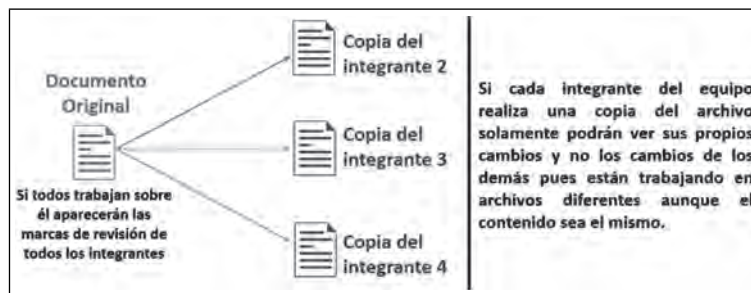 Documento
Original
Si todos trabajan sobre
él aparecerán las
marcas de revisión de
todos los integrantes
Copia del
integrante 2
Copia del
integrante 3
Copia del
integrante 4
Si cada integrante del equipo
realiza una copia del archivo
solamente podrán ver sus propios
cambios y no los cambios de los
demás pues están trabajando en
archivos diferentes aunque el
contenido sea el mismo.